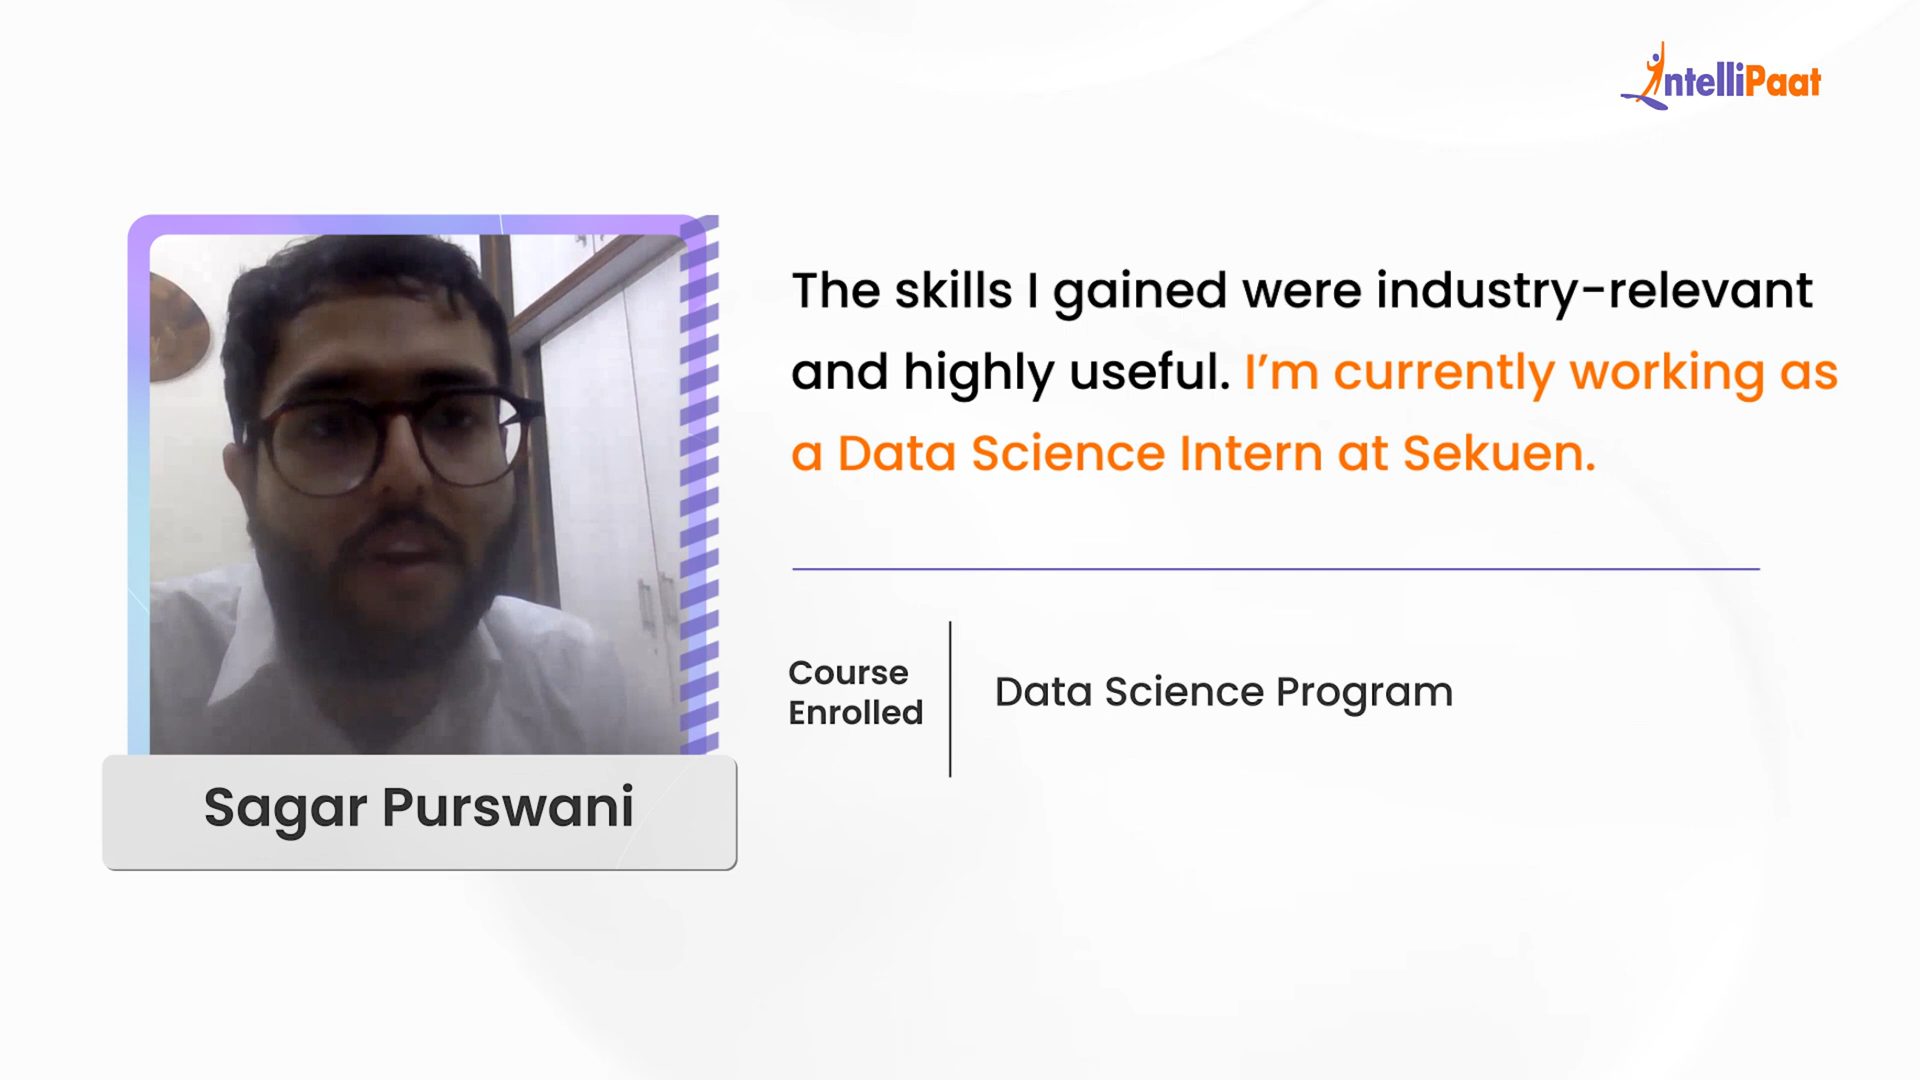 IntelliPaat
The skills I gained were industry-relevant
and highly useful. I’m currently working as
a Data Science Intern at Sekuen.
Course
Enrolled
Data Science Program
Sagar Purswani